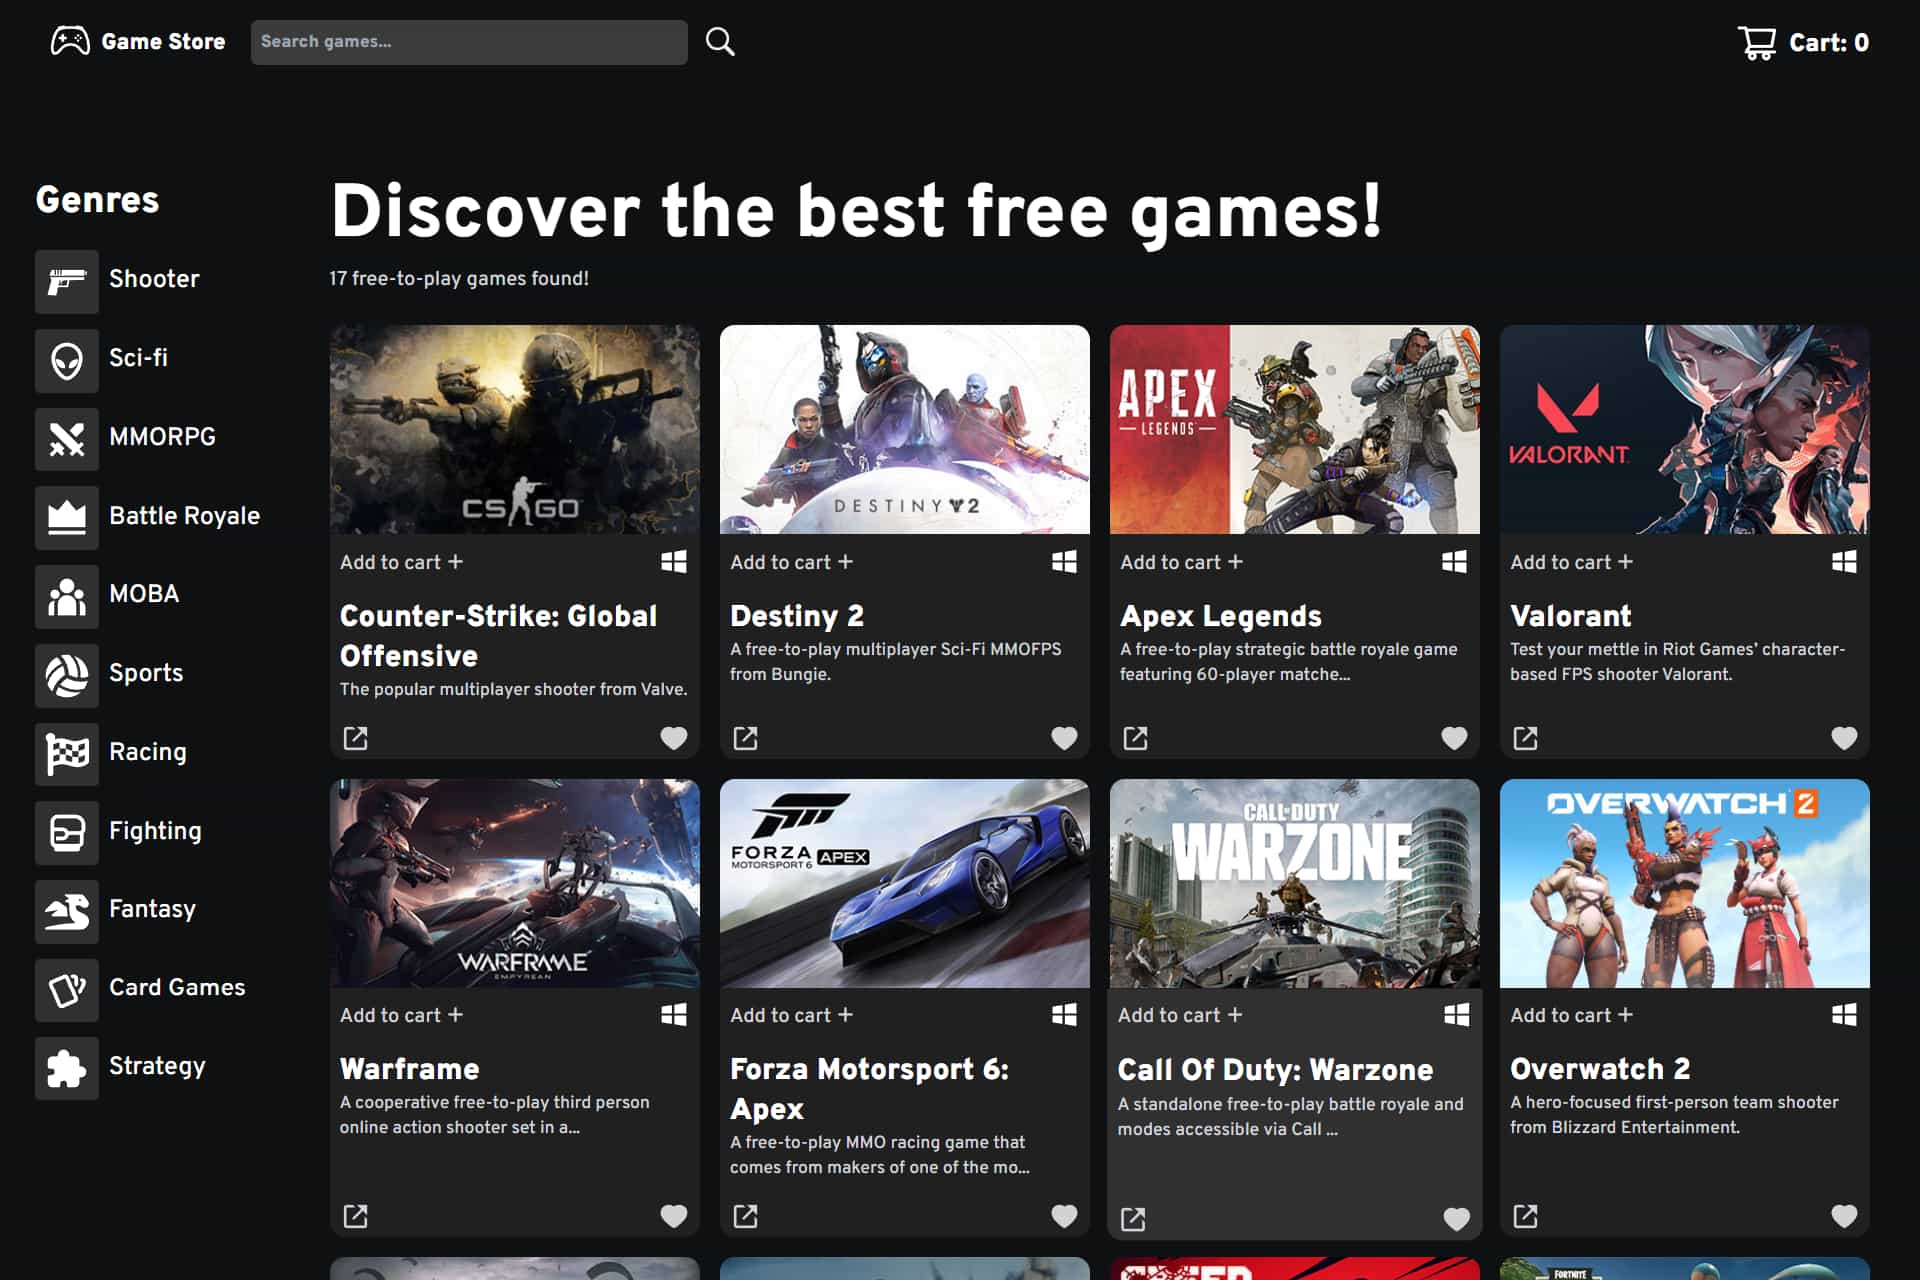 Game Store
Search games...
Cart: 0
Genres
Shooter
Sci-fi
MMORPG
Battle Royale
MOBA
Sports
Racing
Fighting
Fantasy
Card Games
Strategy
Discover the best free games!
17 free-to-play games found!
CS GO
Add to cart +
Counter-Strike: Global
Offensive
The popular multiplayer shooter from Valve.
DESTINY 2
Add to cart +
Destiny 2
A free-to-play multiplayer Sci-Fi MMOFPS
from Bungie.
APEX
LEGENDS
Add to cart +
Apex Legends
A free-to-play strategic battle royale game
featuring 60-player matche...
VALORANT
Add to cart +
Valorant
Test your mettle in Riot Games’ character-
based FPS shooter Valorant.
WARFRAME
EMPYREAN
Add to cart +
Warframe
A cooperative free-to-play third person
online action shooter set in a...
FORZA
MOTORSPORT 6 APEX
Add to cart +
Forza Motorsport 6:
Apex
A free-to-play MMO racing game that
comes from makers of one of the mo...
CALL OF DUTY
WARZONE
Add to cart +
Call Of Duty: Warzone
A standalone free-to-play battle royale and
modes accessible via Call ...
OVERWATCH 2
Add to cart +
Overwatch 2
A hero-focused first-person team shooter
from Blizzard Entertainment.
FORTNITE